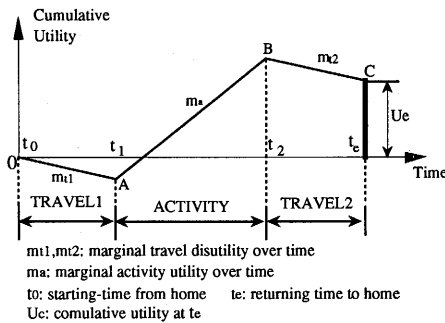 Cumulative
Utility
B
mt2
C
ma
Ue
0
t0
t1
t2
te
mt1
A
Time
TRAVEL1
ACTIVITY
TRAVEL2
mt1,mt2: marginal travel disutility over time
ma: marginal activity utility over time
t0: starting-time from home te: returning time to home
Ue: comulative utility at te